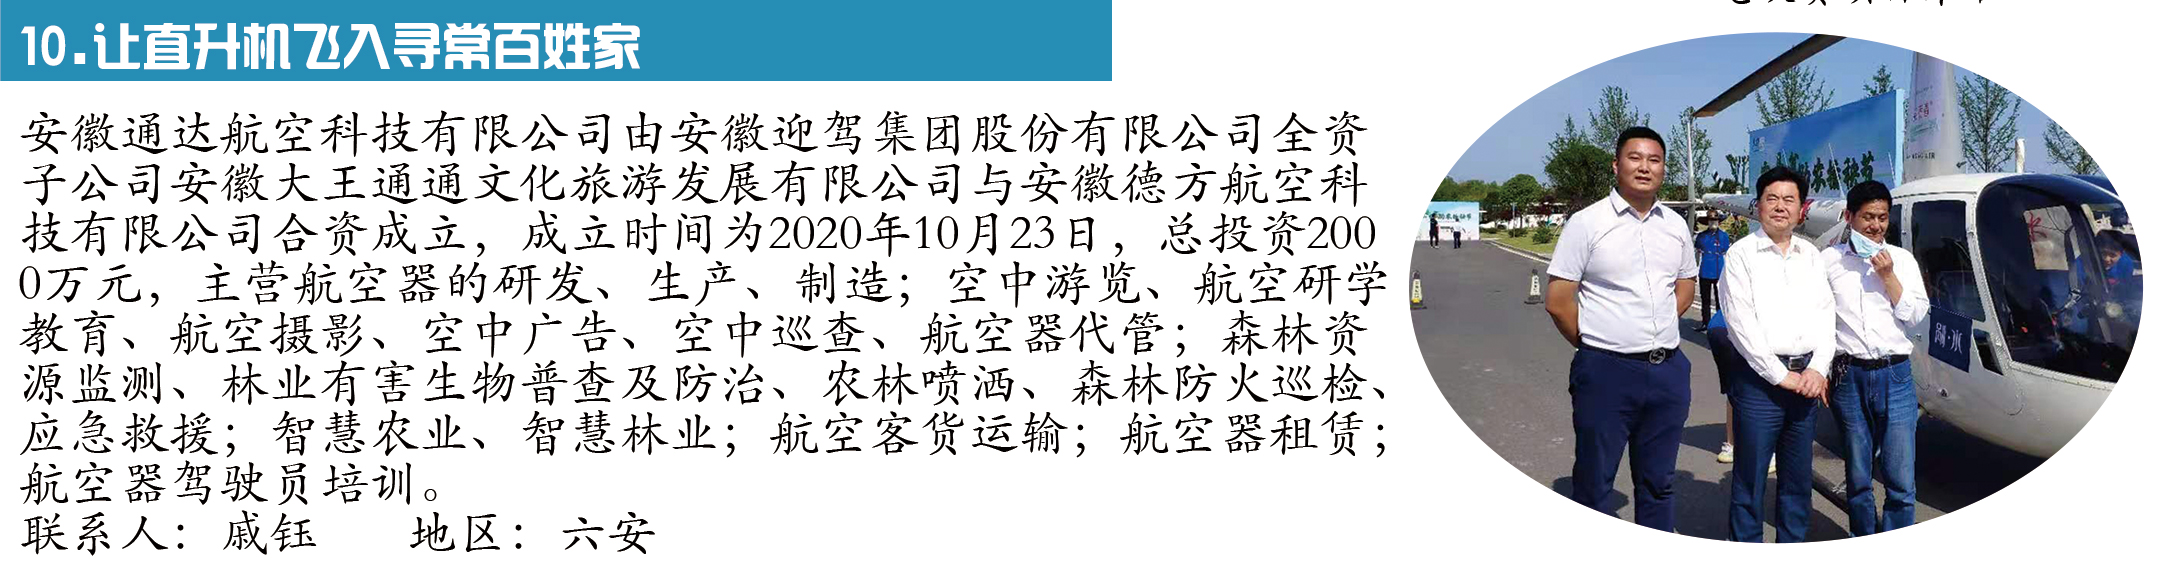 10.让直升机飞入寻常百姓家
安徽通达航空科技有限公司由安徽迎驾集团股份有限公司全资
子公司安徽大王通通文化旅游发展有限公司与安徽德方航空科
技有限公司合资成立，成立时间为2020年10月23日，总投资200
0万元，主营航空器的研发、生产、制造；空中游览、航空研学
教育、航空摄影、空中广告、空中巡查、航空器代管；森林资
源监测、林业有害生物普查及防治、农林喷洒、森林防火巡检、
应急救援；智慧农业、智慧林业；航空客货运输；航空器租赁；
航空器驾驶员培训。
联系人：戚钰 地区：六安